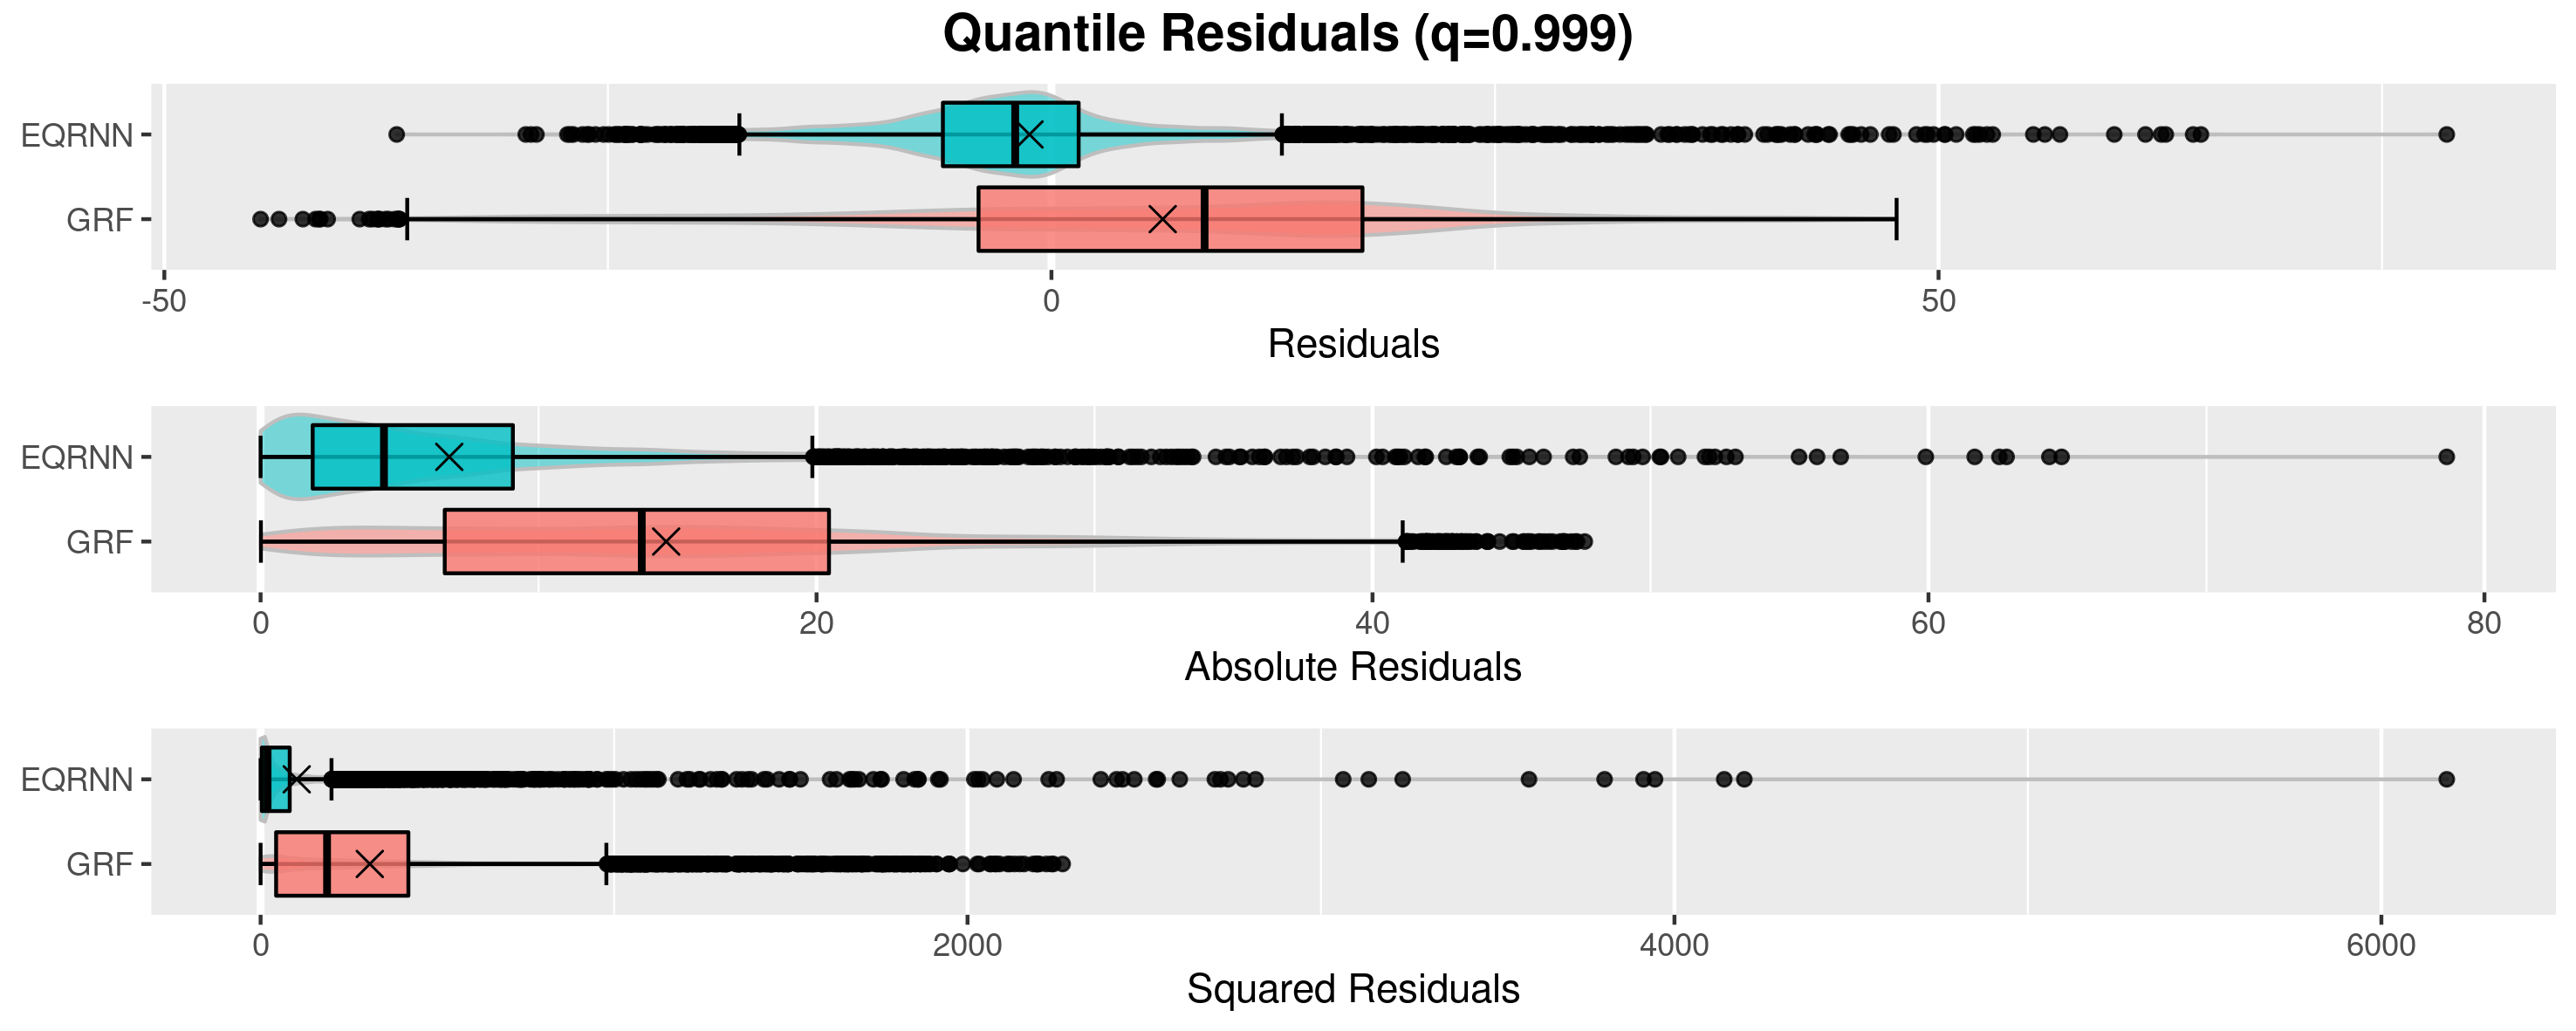 Quantile Residuals (q=0.999)
EQRNN
GRF
-50 0 50
Residuals
EQRNN
GRF
0 20 40 60 80
Absolute Residuals
EQRNN
GRF
0 2000 4000 6000
Squared Residuals